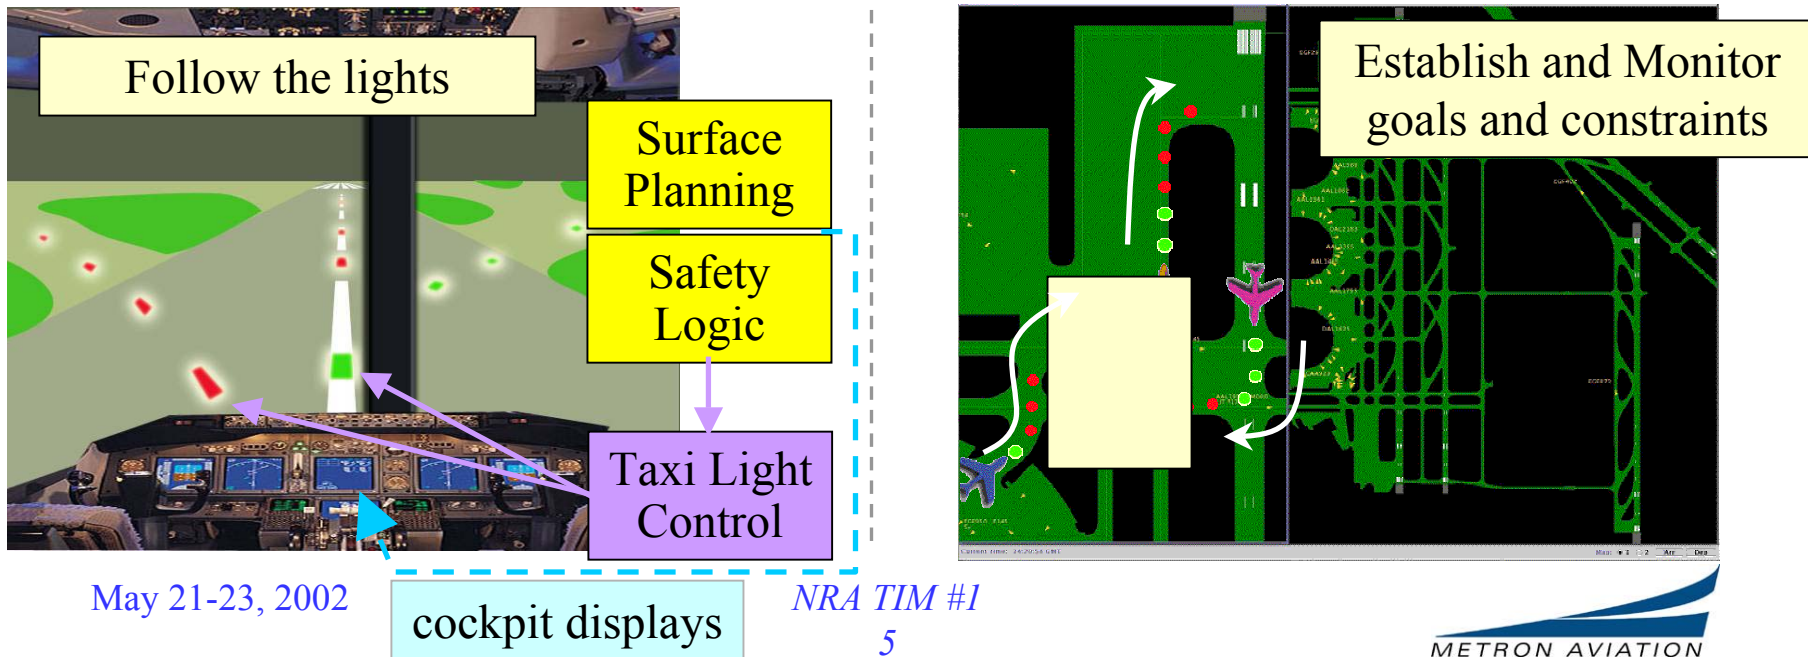 Follow the lights
Surface
Planning
Safety
Logic
Taxi Light
Control
cockpit displays
Establish and Monitor
goals and constraints
May 21-23, 2002
NRA TIM #1
5
METRON AVIATION